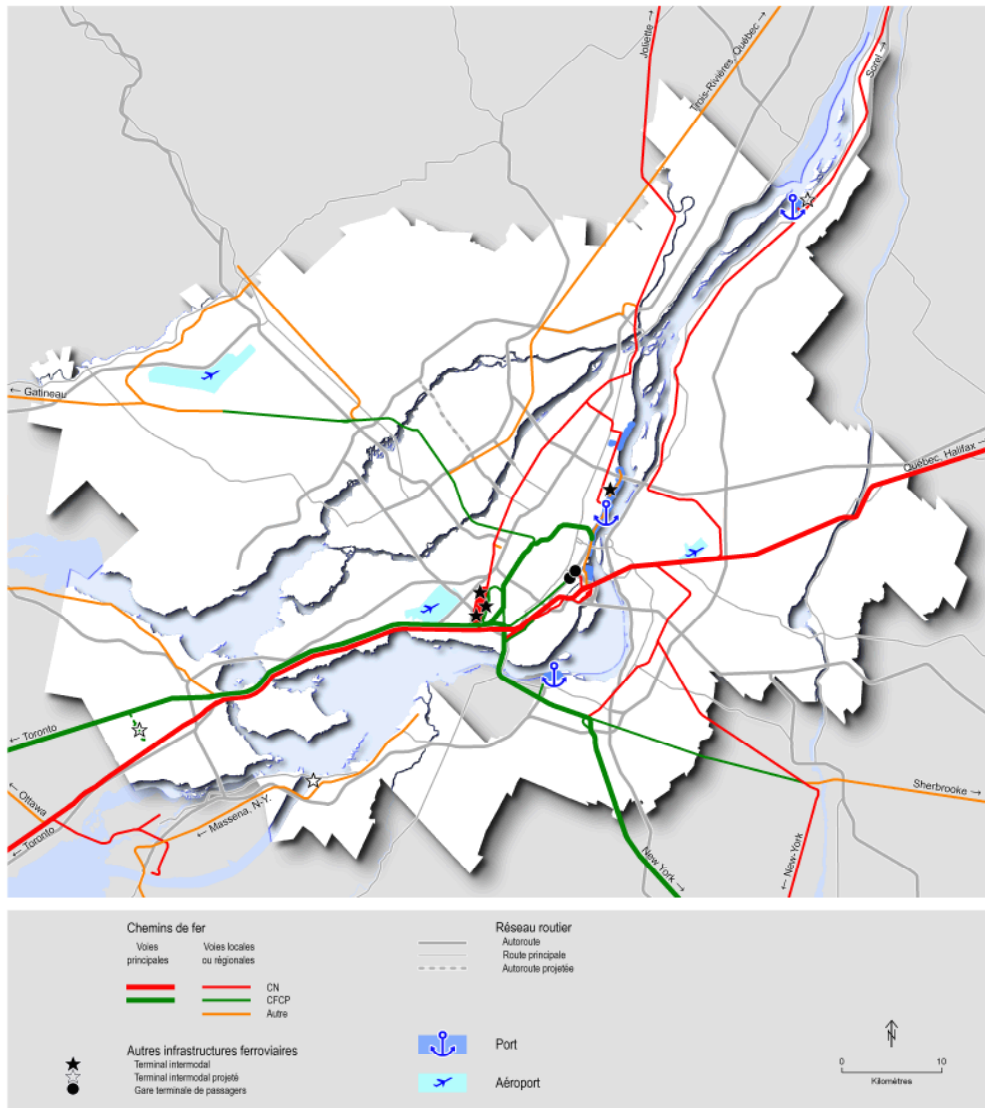 Joliette →
Trois-Rivières, Québec →
Sorel →
← Gatineau
Québec, Halifax →
← Toronto
← Ottawa
← Toronto
← Massena, N-Y.
New York →
← New-York
Sherbrooke →
Chemins de fer
Voies principales
Voies locales ou régionales
CN
CFCP
Autre
Autres infrastructures ferroviaires
Terminal intermodal
Terminal intermodal projeté
Gare terminale de passagers
Réseau routier
Autoroute
Route principale
Autoroute projetée
Port
Aéroport
N
0 10
Kilomètres